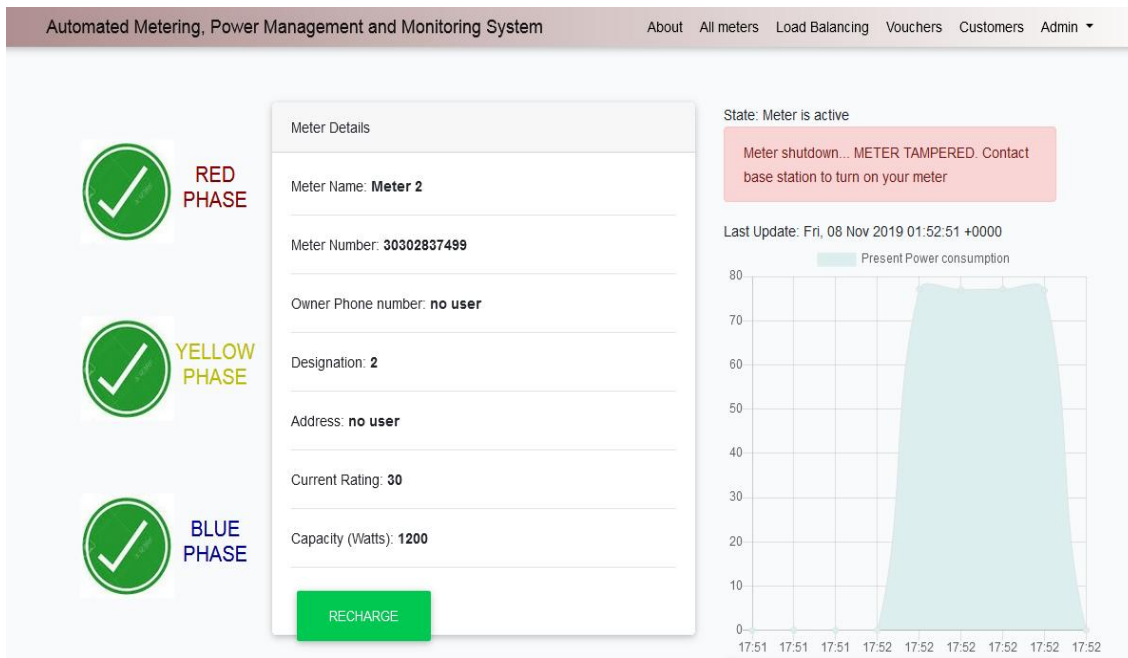 Automated Metering, Power Management and Monitoring System
About All meters Load Balancing Vouchers Customers Admin
RED
PHASE
YELLOW
PHASE
BLUE
PHASE
Meter Details
Meter Name: Meter 2
Meter Number: 30302837499
Owner Phone number: no user
Designation: 2
Address: no user
Current Rating: 30
Capacity (Watts): 1200
RECHARGE
State: Meter is active
Meter shutdown... METER TAMPERED. Contact
base station to turn on your meter
Last Update: Fri, 08 Nov 2019 01:52:51 +0000
Present Power consumption
80
70
60
50
40
30
20
10
0
17:51 17:51 17:51 17:52 17:52 17:52 17:52 17:52 17:52